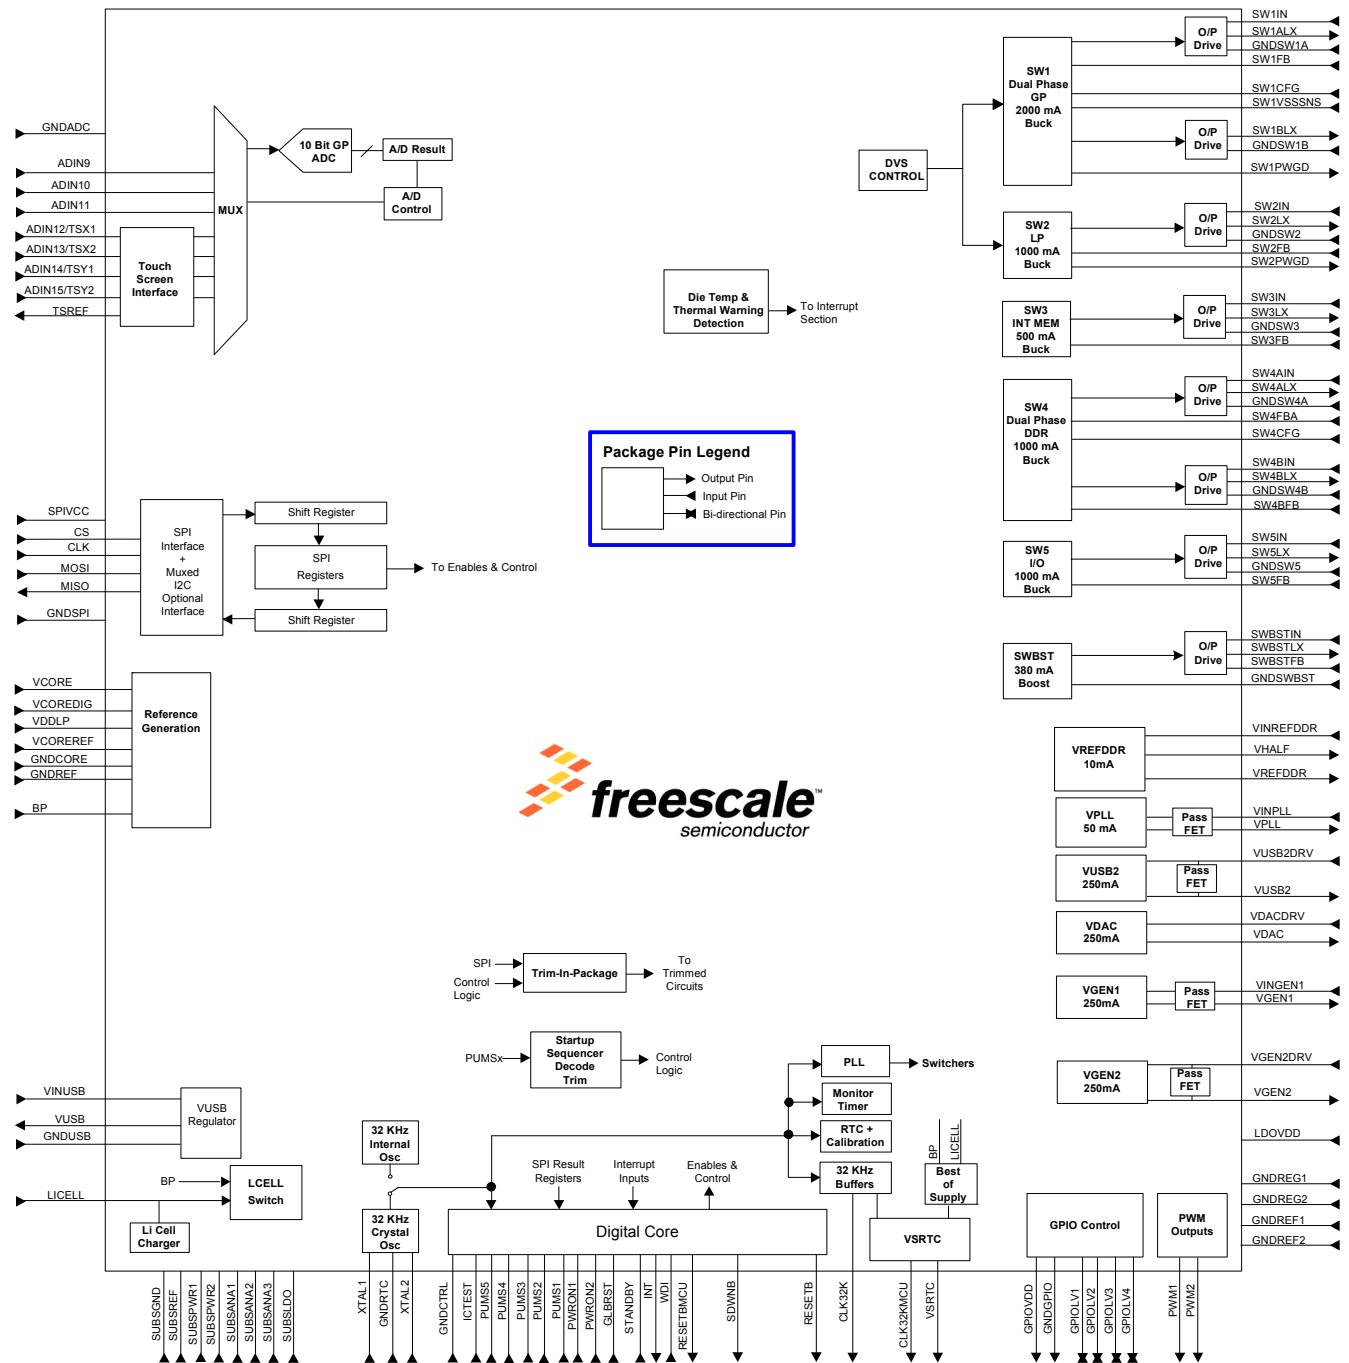 GNDADC
ADIN9
ADIN10
ADIN11
ADIN12/TSX1
ADIN13/TSX2
ADIN14/TSY1
ADIN15/TSY2
TSREF
Touch
Screen
Interface
MUX
10 Bit GP
ADC
A/D Result
A/D
Control
Die Temp &
Thermal Warning
Detection
To Interrupt
Section
DVS
CONTROL
SW1
Dual Phase
GP
2000 mA
Buck
O/P
Drive
SW1IN
SW1ALX
GNDSW1A
SW1FB
SW1CFG
SW1VSSSNS
O/P
Drive
SW1BLX
GNDSW1B
SW1PWGD
SW2
LP
1000 mA
Buck
O/P
Drive
SW2IN
SW2LX
GNDSW2
SW2FB
SW2PWGD
SW3
INT MEM
500 mA
Buck
O/P
Drive
SW3IN
SW3LX
GNDSW3
SW3FB
SW4
Dual Phase
DDR
1000 mA
Buck
O/P
Drive
SW4AIN
SW4ALX
GNDSW4A
SW4FBA
SW4CFG
O/P
Drive
SW4BIN
SW4BLX
GNDSW4B
SW4BFB
SW5
I/O
1000 mA
Buck
O/P
Drive
SW5IN
SW5LX
GNDSW5
SW5FB
SWBST
380 mA
Boost
O/P
Drive
SWBSTIN
SWBSTLX
SWBSTFB
GNDSWBST
Package Pin Legend
Output Pin
Input Pin
Bi-directional Pin
SPIVCC
CS
CLK
MOSI
MISO
GNDSPI
SPI
Interface
+
Muxed
I2C
Optional
Interface
Shift Register
SPI
Registers
Shift Register
To Enables & Control
VCORE
VCOREDIG
VDDLP
VCOREREF
GNDCORE
GNDREF
BP
Reference
Generation
freescale™
semiconductor
VREFDDR
10mA
VINREFDDR
VHALF
VREFDDR
VPLL
50 mA
Pass
FET
VINPLL
VPLL
VUSB2
250mA
Pass
FET
VUSB2DRV
VUSB2
VDAC
250mA
VDACDRV
VDAC
VGEN1
250mA
Pass
FET
VINGEN1
VGEN1
VGEN2
250mA
Pass
FET
VGEN2DRV
VGEN2
LDOVDD
GNDREG1
GNDREG2
GNDREF1
GNDREF2
SPI
Control
Logic
Trim-In-Package
To
Trimmed
Circuits
PUMSx
Startup
Sequencer
Decode
Trim
Control
Logic
PLL
Switchers
Monitor
Timer
RTC +
Calibration
32 KHz
Buffers
BP
LICELL
Best
of
Supply
VSRTC
VINUSB
VUSB
GNDUSB
VUSB
Regulator
LICELL
BP
LCELL
Switch
Li Cell
Charger
32 KHz
Internal
Osc
32 KHz
Crystal
Osc
SPI Result
Registers
Interrupt
Inputs
Enables &
Control
Digital Core
GPIO Control
PWM
Outputs
SUBSGND
SUBSREF
SUBSPWR1
SUBSPWR2
SUBSANA1
SUBSANA2
SUBSANA3
SUBSLDO
XTAL1
GNDRTC
XTAL2
GNDCTRL
ICTEST
PUMS5
PUMS4
PUMS3
PUMS2
PUMS1
PWRON1
PWRON2
GLBRST
STANDBY
INT
WDI
RESETBMCU
SDWNB
RESETB
CLK32K
CLK32KMCU
VSRTC
GPIOVDD
GNDGPIO
GPIOLV1
GPIOLV2
GPIOLV3
GPIOLV4
PWM1
PWM2